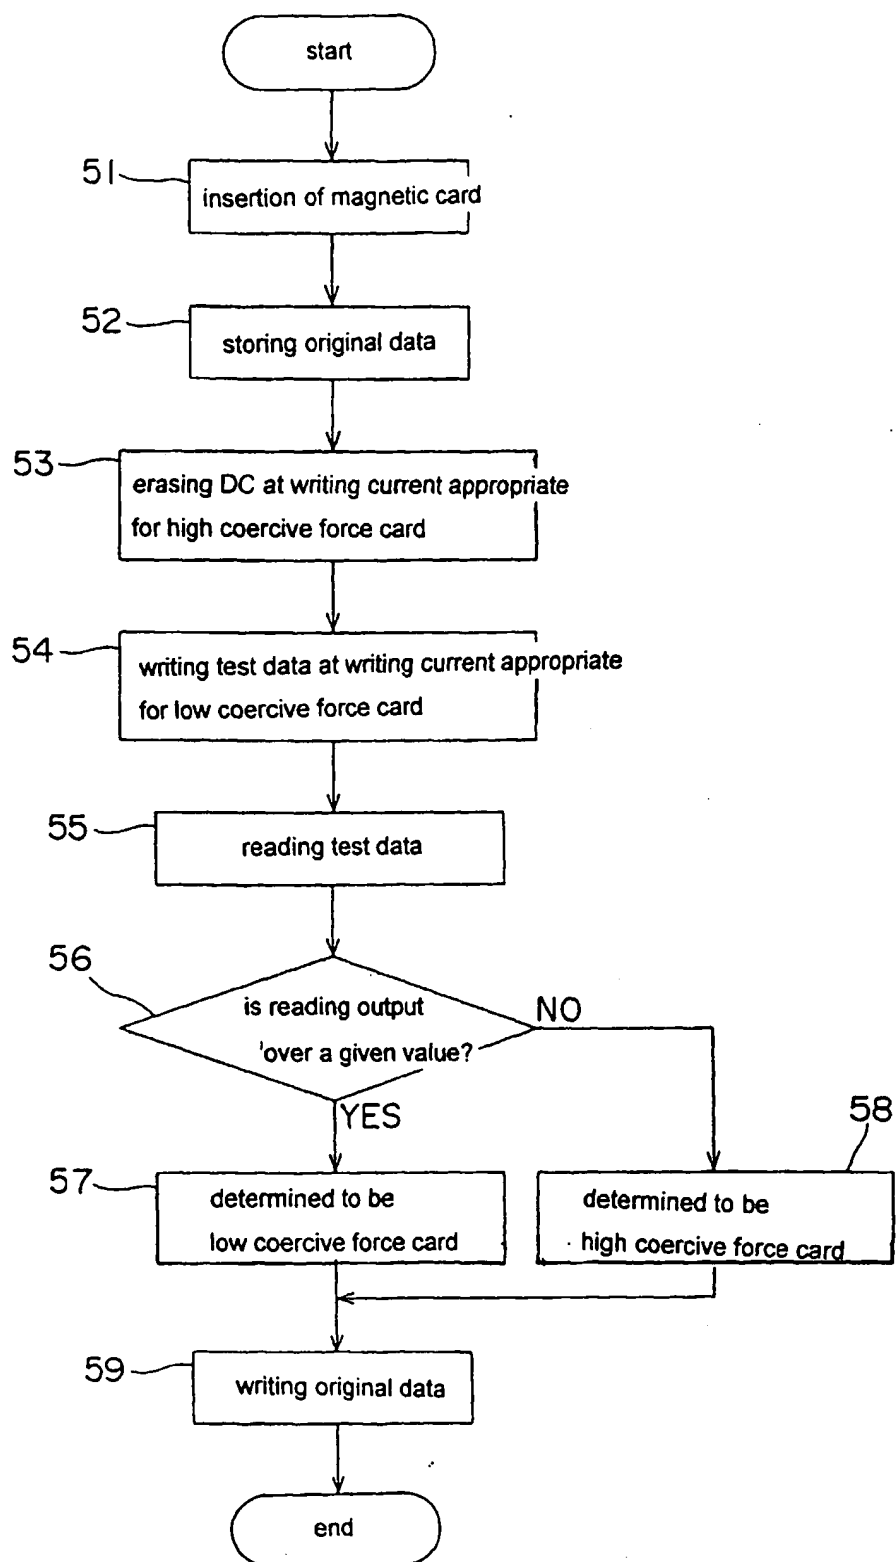 start
51
insertion of magnetic card
52
storing original data
53
erasing DC at writing current appropriate
for high coercive force card
54
writing test data at writing current appropriate
for low coercive force card
55
reading test data
56
is reading output
over a given value?
NO
YES
57
determined to be
low coercive force card
58
determined to be
high coercive force card
59
writing original data
end